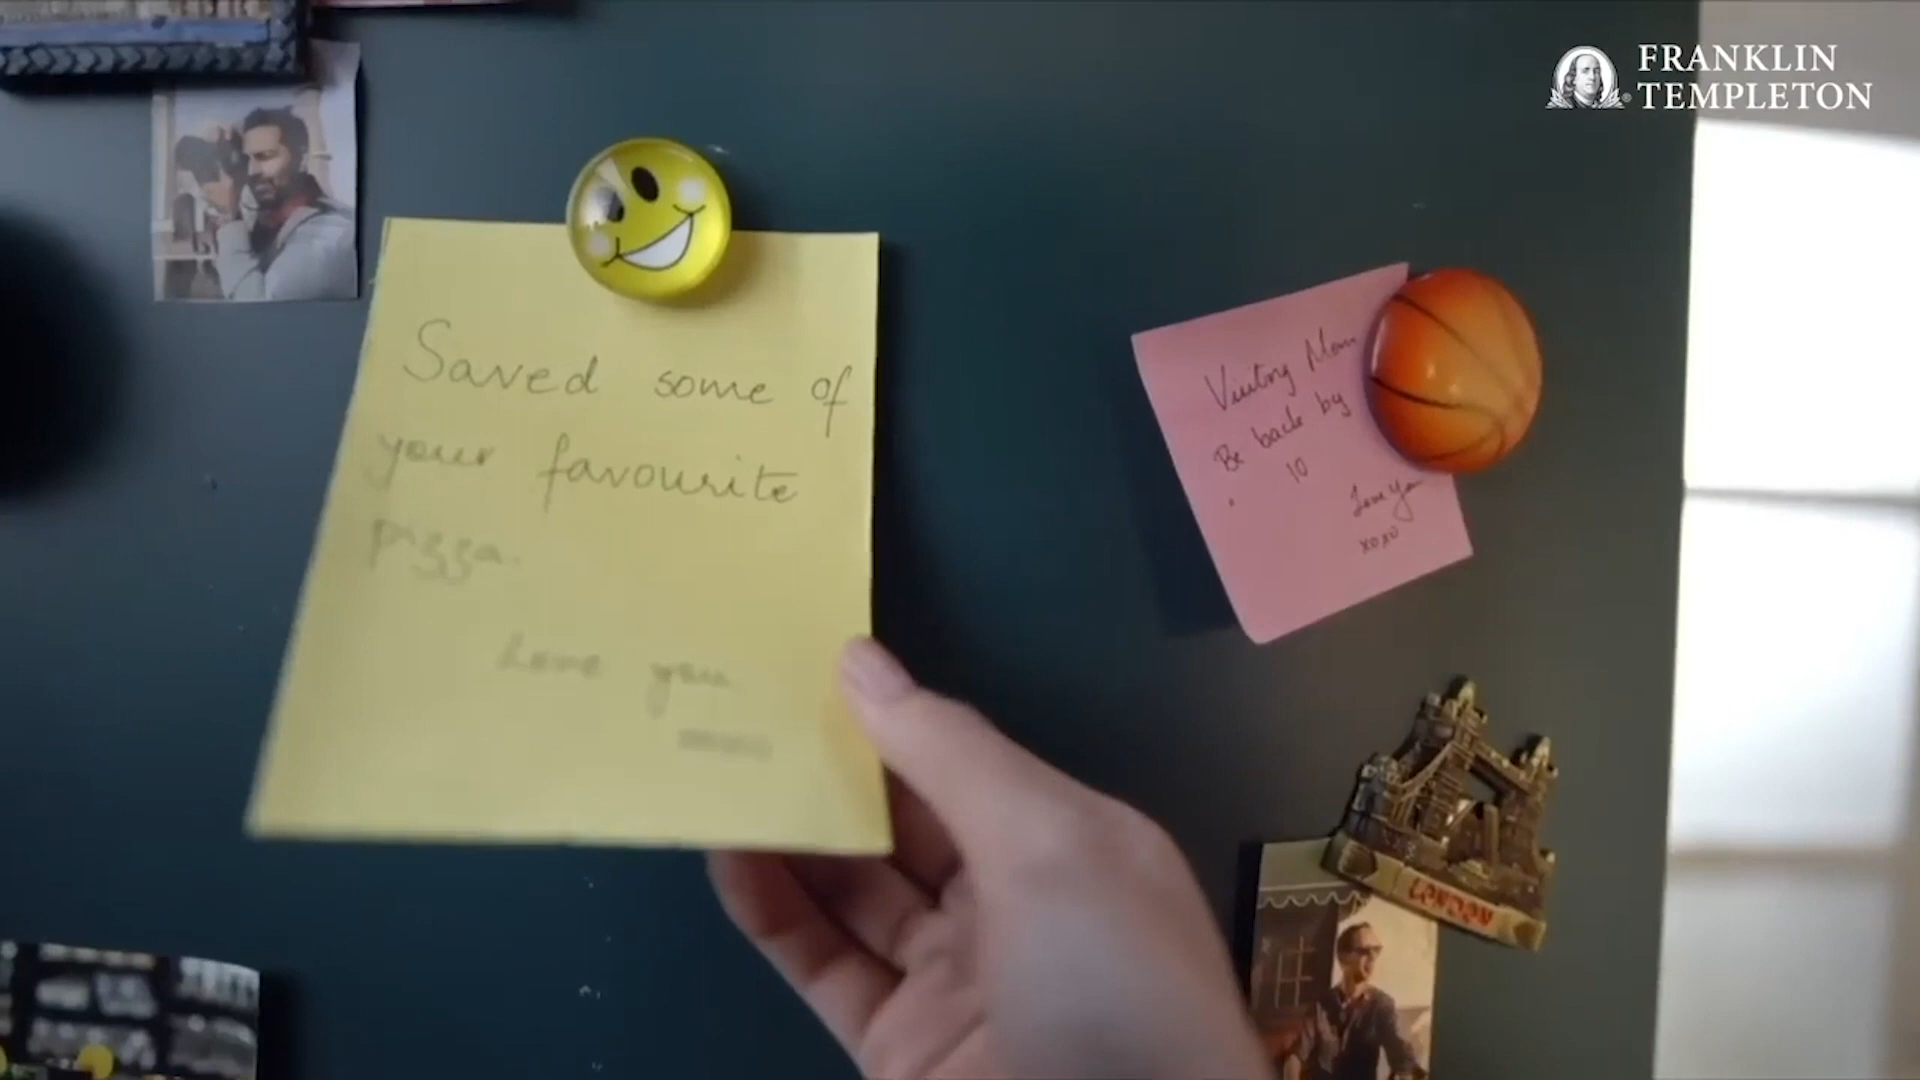 FRANKLIN
TEMPLETON
Saved some of
your favourite
pizza.
Love you
Visiting Mom
Be back by
10
Love you
xoxo
LONDON